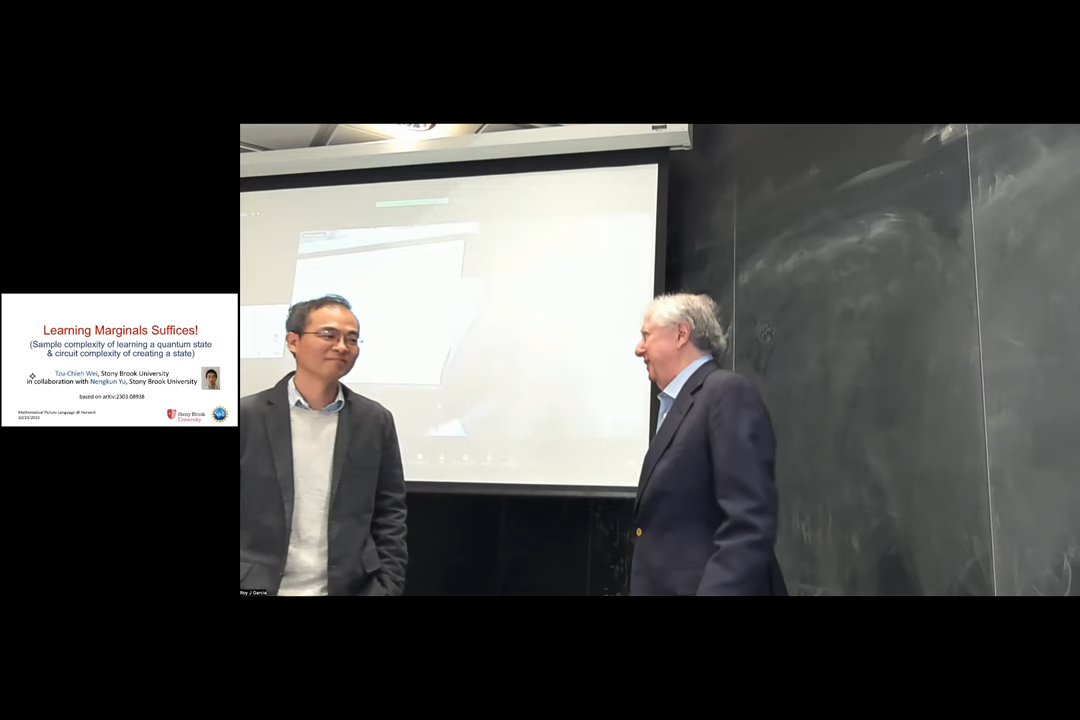 Learning Marginals Suffices!
(Sample complexity of learning a quantum state
& circuit complexity of creating a state)
Tzu-Chieh Wei, Stony Brook University
in collaboration with Nengkun Yu, Stony Brook University
based on arXiv:2303.08938
Mathematical Picture Language @ Harvard
10/23/2023
Stony Brook
University
Roy J Garcia